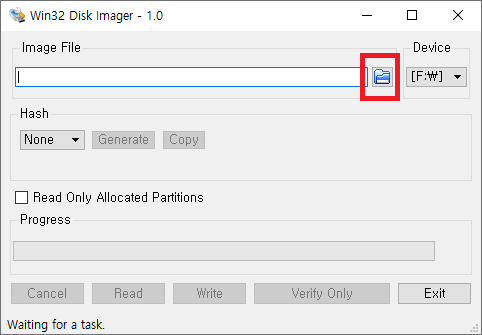 Win32 Disk Imager - 1.0
Image File
Device
[F:₩]
Hash
None
Generate
Copy
Read Only Allocated Partitions
Progress
Cancel
Read
Write
Verify Only
Exit
Waiting for a task.